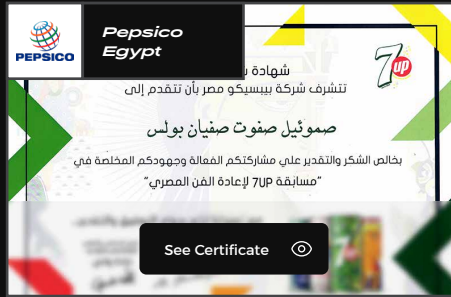 Pepsico
Egypt
PEPSICO
7up
شهادة
تتشرف شركة بيبسيكو مصر بأن تتقدم إلى
صموئيل صفوت صفيان بولس
بخالص الشكر والتقدير علي مشاركتكم الفعالة وجهودكم المخلصة في
"مسابقة 7UP لإعادة الفن المصري"
See Certificate